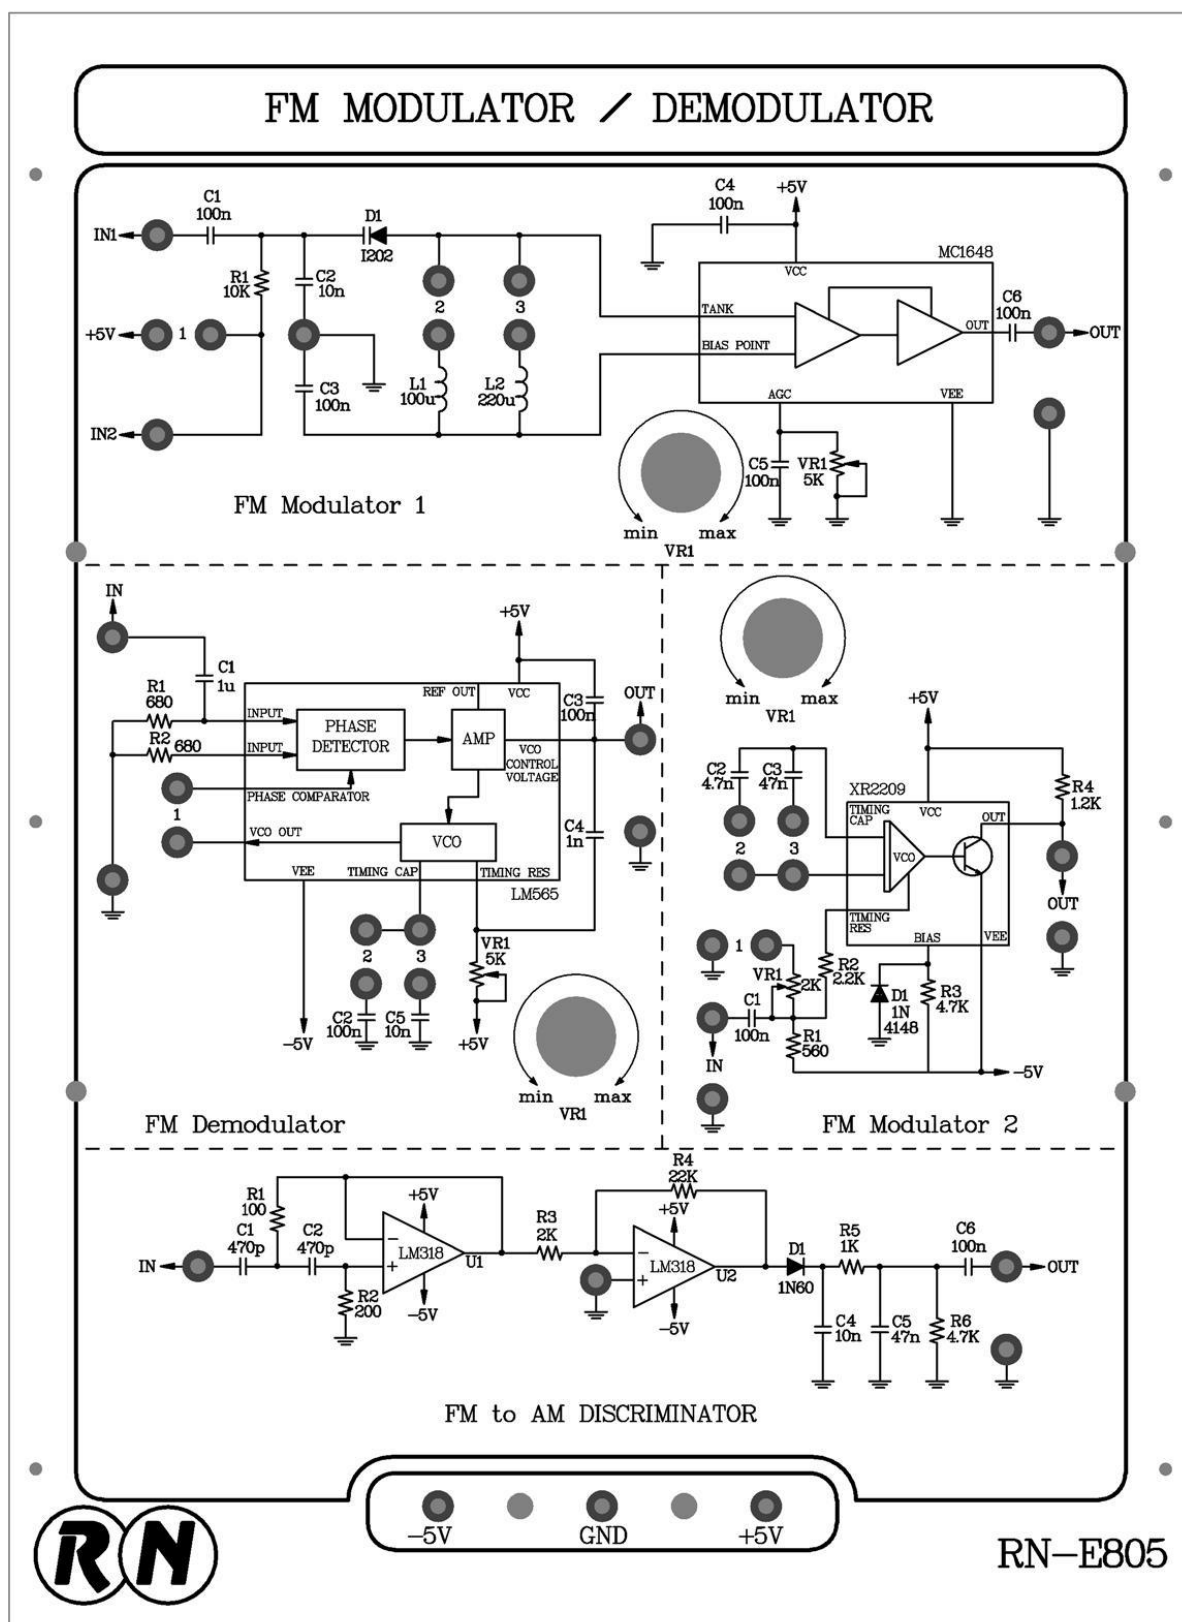 FM MODULATOR / DEMODULATOR
C1
100n
IN1
D1
1202
R1
10K
C2
10n
+5V
1
2
3
C3
100n
L1
100u
L2
220u
IN2
C4
100n
+5V
MC1648
VCC
TANK
BIAS POINT
OUT
C6
100n
OUT
AGC
VEE
C5
100n
VR1
5K
min
max
VR1
FM Modulator 1
IN
C1
1u
R1
680
R2
680
INPUT
INPUT
PHASE
DETECTOR
REF OUT
AMP
+5V
VCC
C3
100n
OUT
VCO
CONTROL
VOLTAGE
1
PHASE COMPARATOR
VCO OUT
VCO
C4
1n
VEE
TIMING CAP
TIMING RES
LM565
2
3
VR1
5K
C2
100n
C5
10n
-5V
+5V
min
max
VR1
FM Demodulator
min
max
VR1
+5V
C2
4.7n
C3
47n
XR2209
R4
1.2K
TIMING
CAP
VCC
OUT
VCO
2
3
TIMING
RES
BIAS
VEE
OUT
1
VR1
2K
R2
2.2K
C1
100n
D1
1N
4148
R3
4.7K
R1
560
IN
-5V
FM Modulator 2
R1
100
C1
470p
C2
470p
IN
+5V
-
LM318
+
U1
R2
200
-5V
R3
2K
R4
22K
+5V
-
LM318
+
U2
-5V
D1
1N60
R5
1K
C6
100n
OUT
C4
10n
C5
47n
R6
4.7K
FM to AM DISCRIMINATOR
-5V
GND
+5V
RN
RN-E805